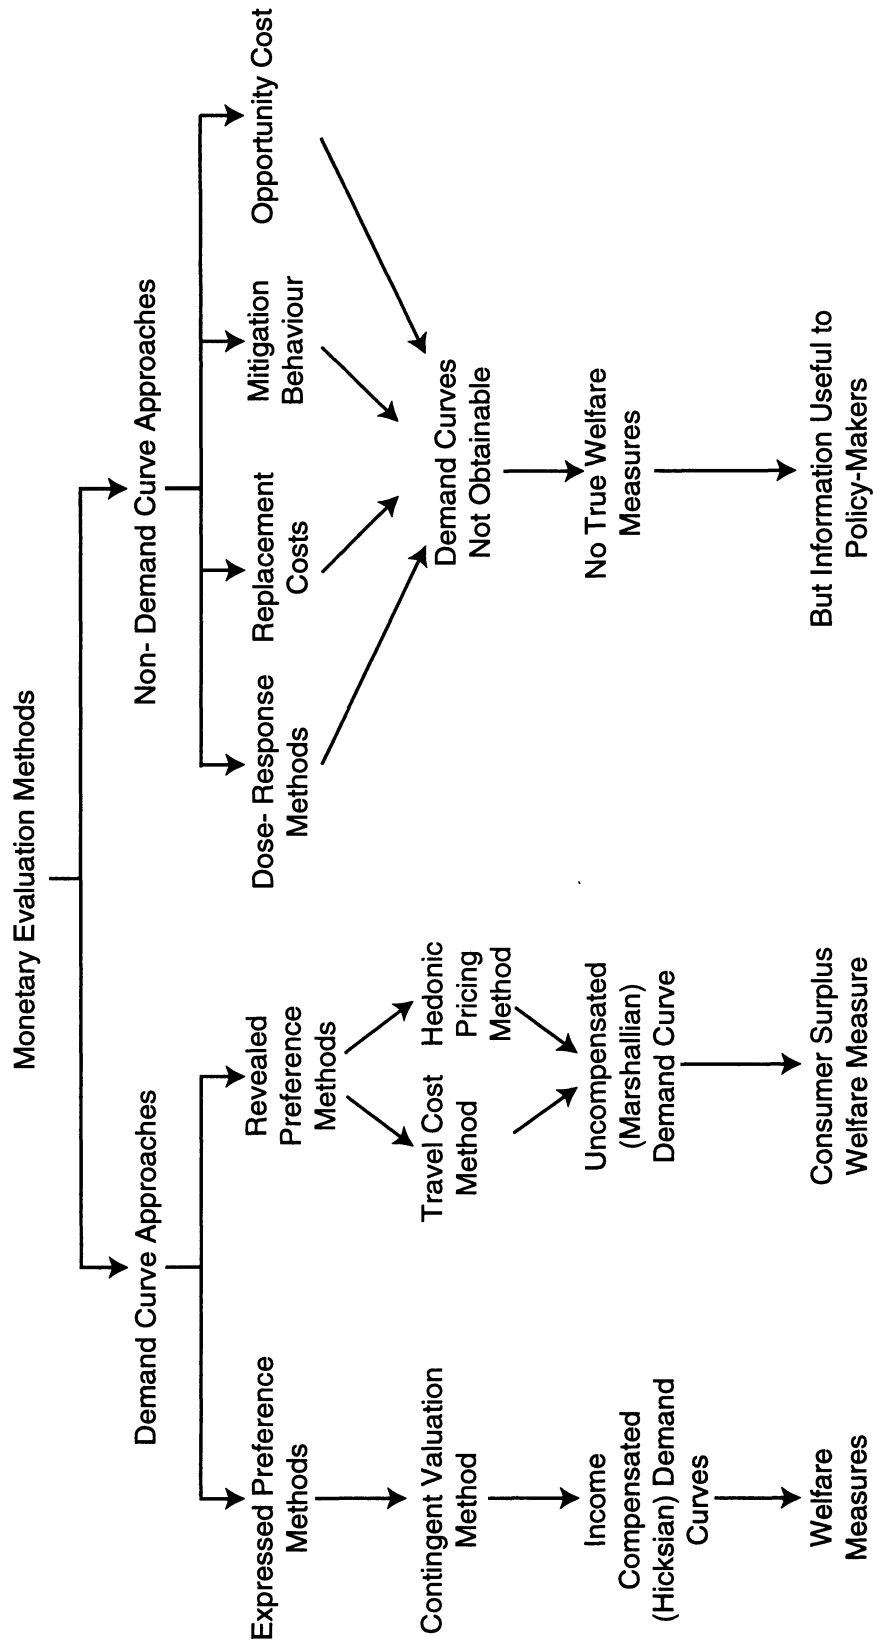 Monetary Evaluation Methods
Demand Curve Approaches
Non- Demand Curve Approaches
Expressed Preference
Methods
Revealed
Preference
Methods
Dose- Response
Methods
Replacement
Costs
Mitigation
Behaviour
Opportunity Cost
Contingent Valuation
Method
Travel Cost
Method
Hedonic
Pricing
Method
Demand Curves
Not Obtainable
Income
Compensated
(Hicksian) Demand
Curves
Uncompensated
(Marshallian)
Demand Curve
No True Welfare
Measures
Welfare
Measures
Consumer Surplus
Welfare Measure
But Information Useful to
Policy-Makers